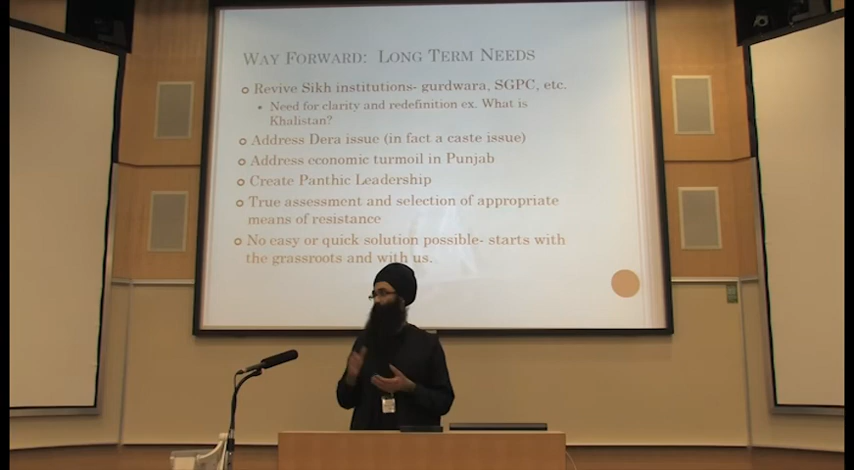 WAY FORWARD: LONG TERM NEEDS
Revive Sikh institutions- gurdwara, SGPC, etc.
Need for clarity and redefinition ex. What is
Khalistan?
Address Dera issue (in fact a caste issue)
Address economic turmoil in Punjab
Create Panthic Leadership
True assessment and selection of appropriate
means of resistance
No easy or quick solution possible- starts with
the grassroots and with us.